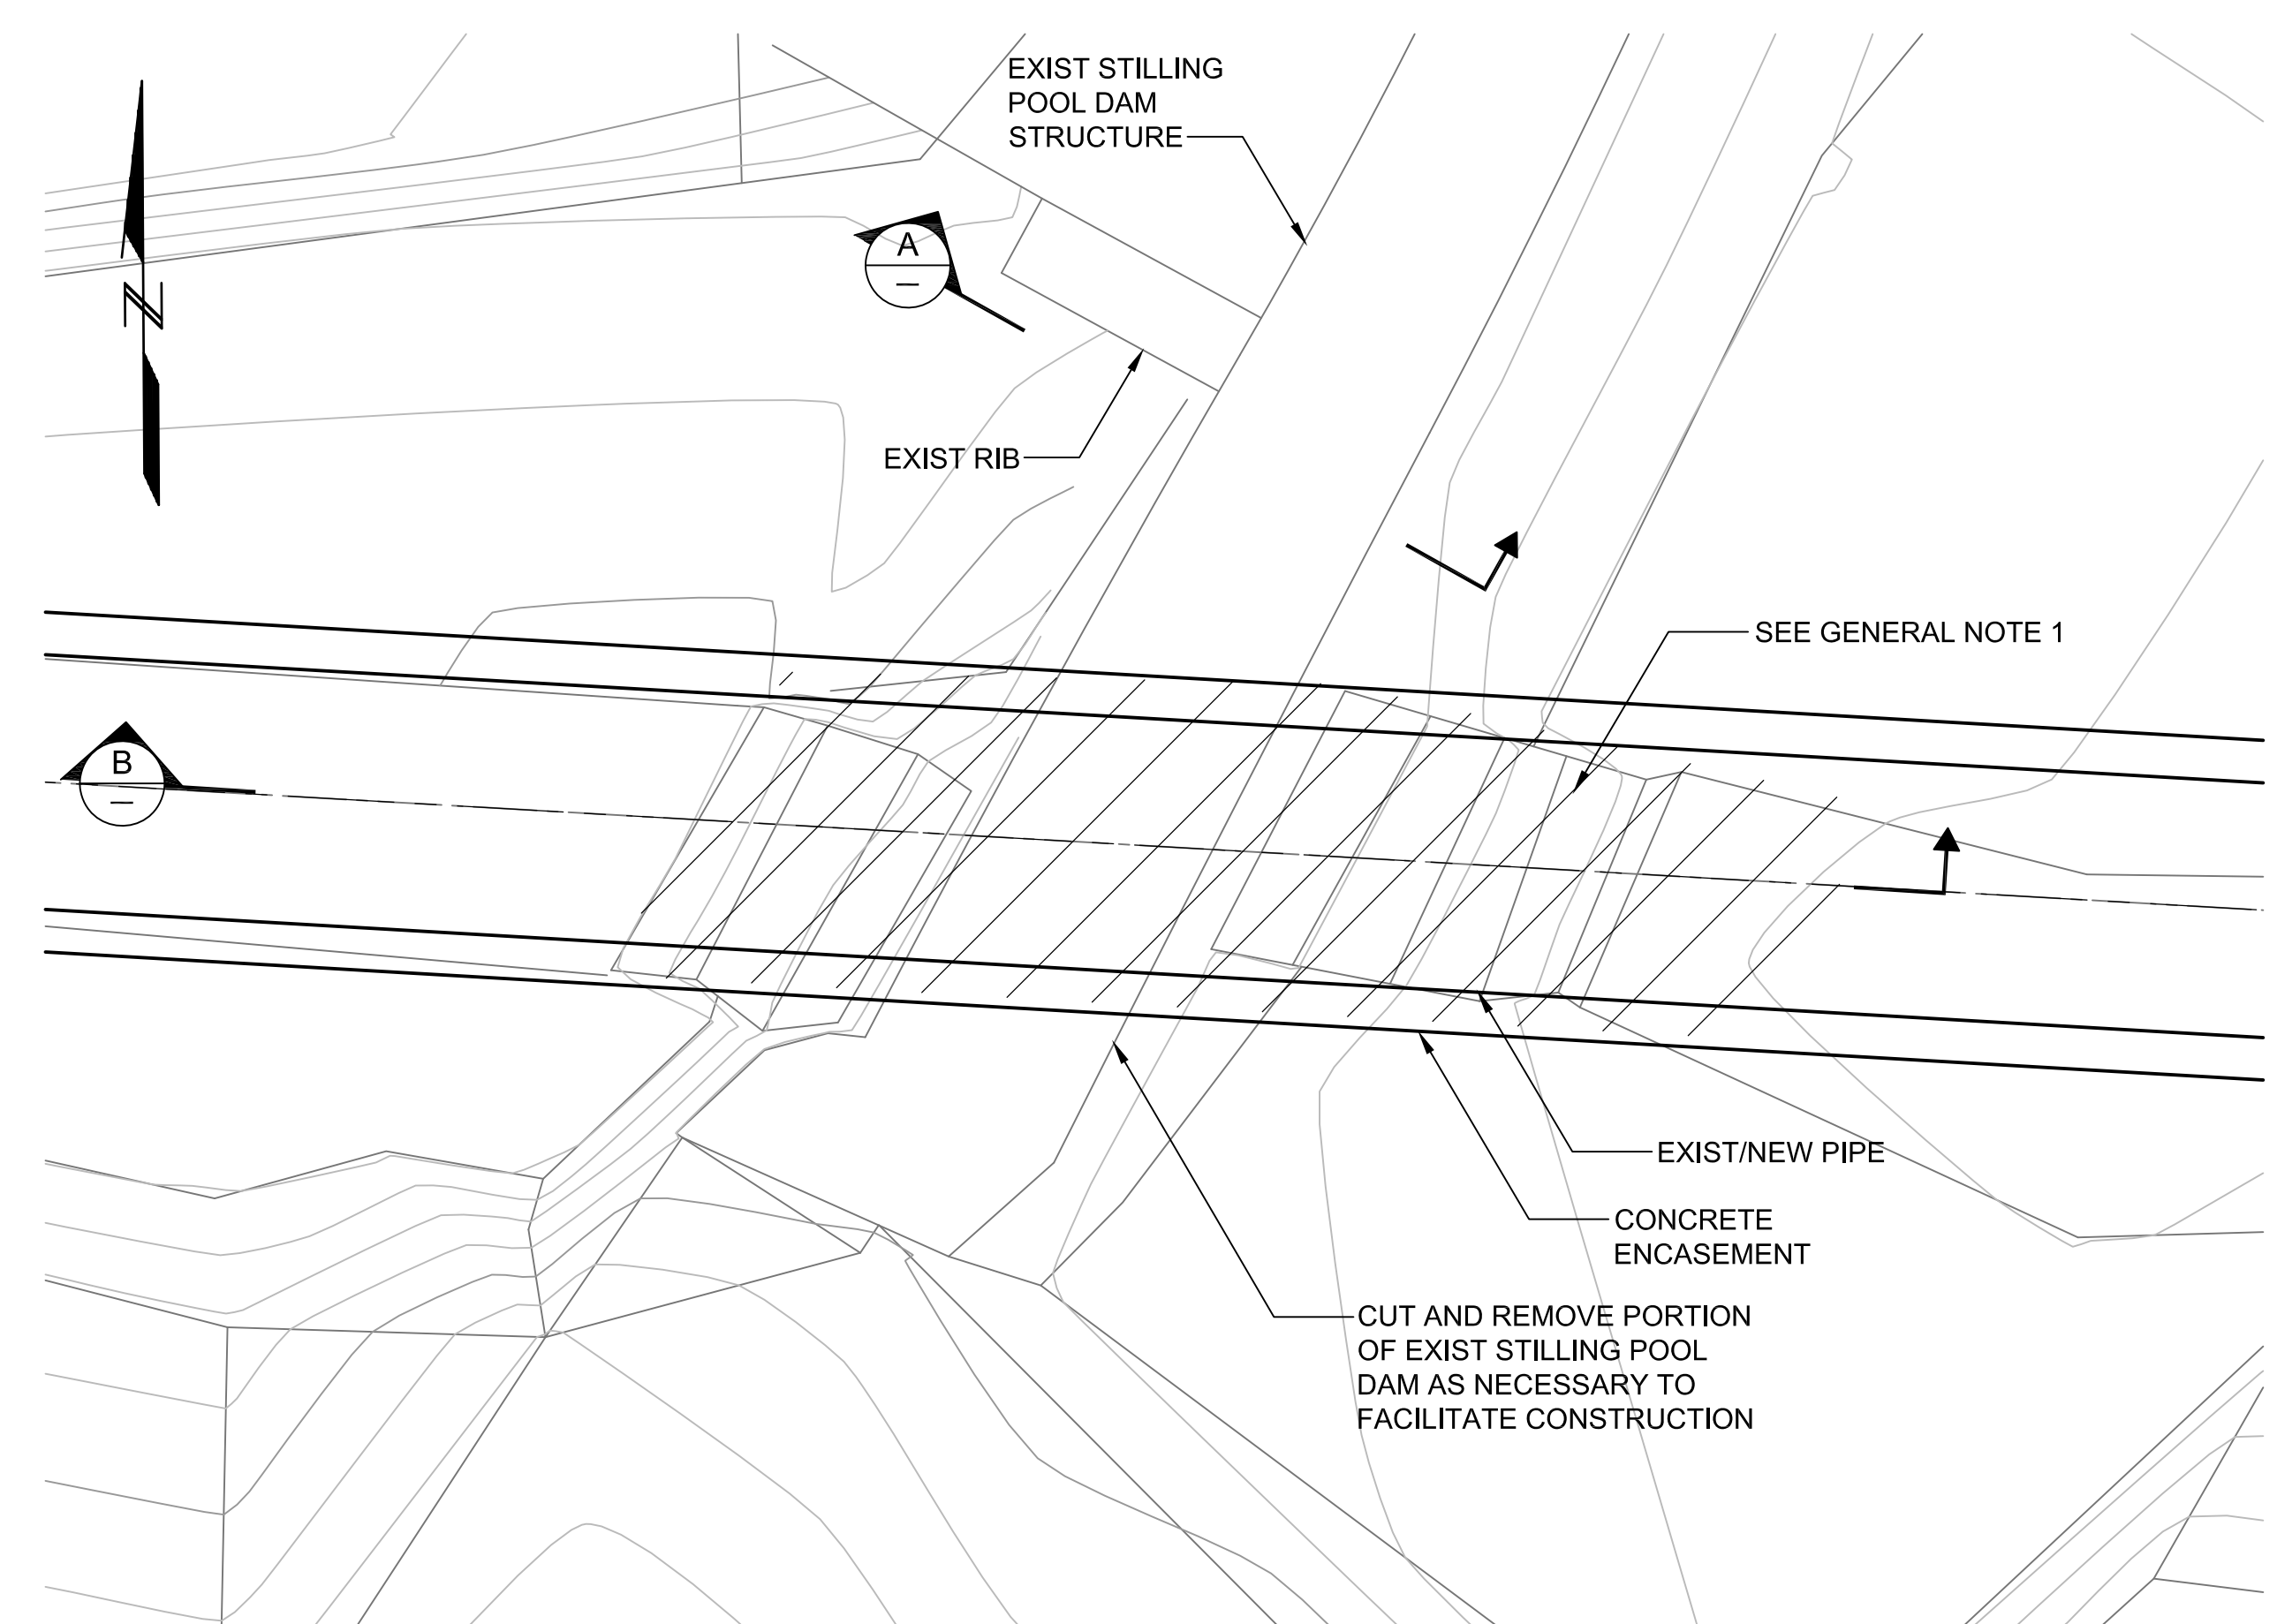 EXIST STILLING
POOL DAM
STRUCTURE
A
—
N
EXIST RIB
SEE GENERAL NOTE 1
B
—
EXIST/NEW PIPE
CONCRETE
ENCASEMENT
CUT AND REMOVE PORTION
OF EXIST STILLING POOL
DAM AS NECESSARY TO
FACILITATE CONSTRUCTION